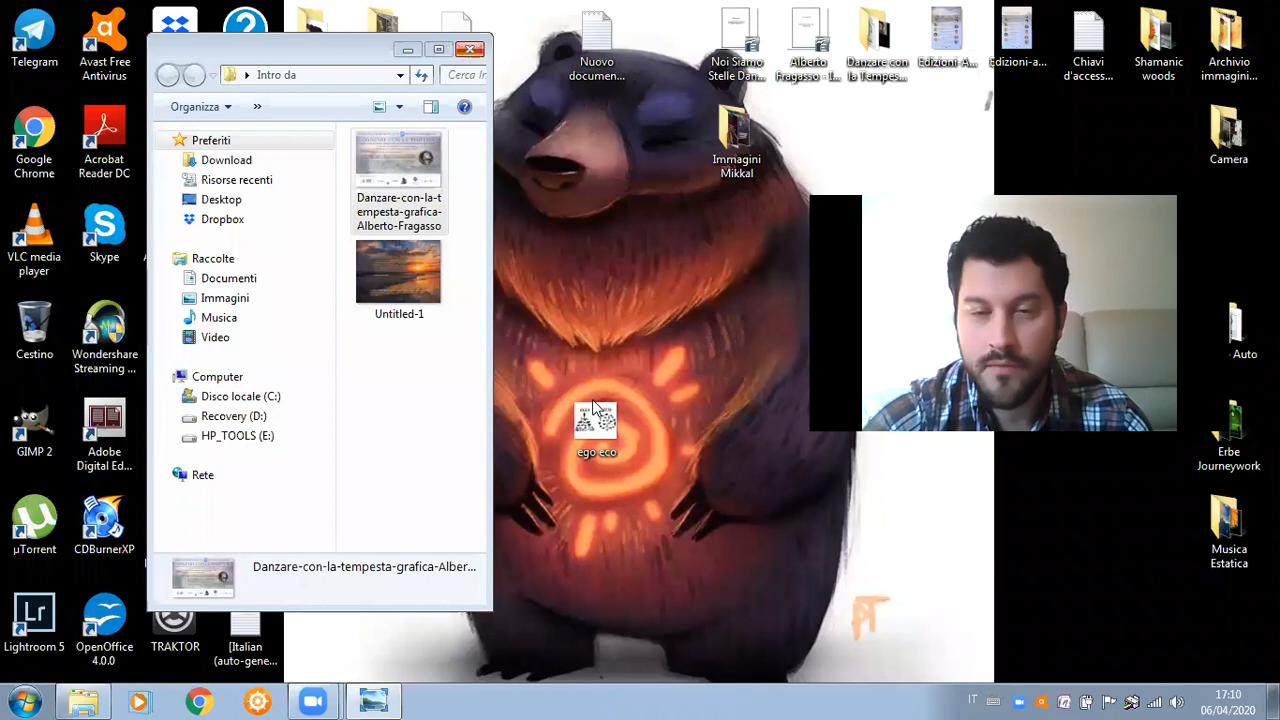 Telegram
Avast Free
Antivirus
Google
Chrome
Acrobat
Reader DC
VLC media
player
Skype
Cestino
Wondershare
Streaming ...
GIMP 2
Adobe
Digital Ed...
µTorrent
CDBurnerXP
Lightroom 5
OpenOffice
4.0.0
TRAKTOR
[Italian
(auto-gene...
Intro da
Cerca In
Organizza
»
Preferiti
Download
Risorse recenti
Desktop
Dropbox
Raccolte
Documenti
Immagini
Musica
Video
Computer
Disco locale (C:)
Recovery (D:)
HP_TOOLS (E:)
Rete
Danzare-con-la-t
empesta-grafica-
Alberto-Fragasso
Untitled-1
Danzare-con-la-tempesta-grafica-Alber...
Nuovo
documen...
Noi Siamo
Stelle Dan...
Alberto
Fragasso - I...
Danzare con
la Tempes...
Edizioni-A...
Edizioni-a...
Chiavi
d'access...
Shamanic
woods
Archivio
immagini...
Immagini
Mikkal
Camera
ego eco
Auto
Erbe
Journeywork
Musica
Estatica
PT
IT
17:10
06/04/2020